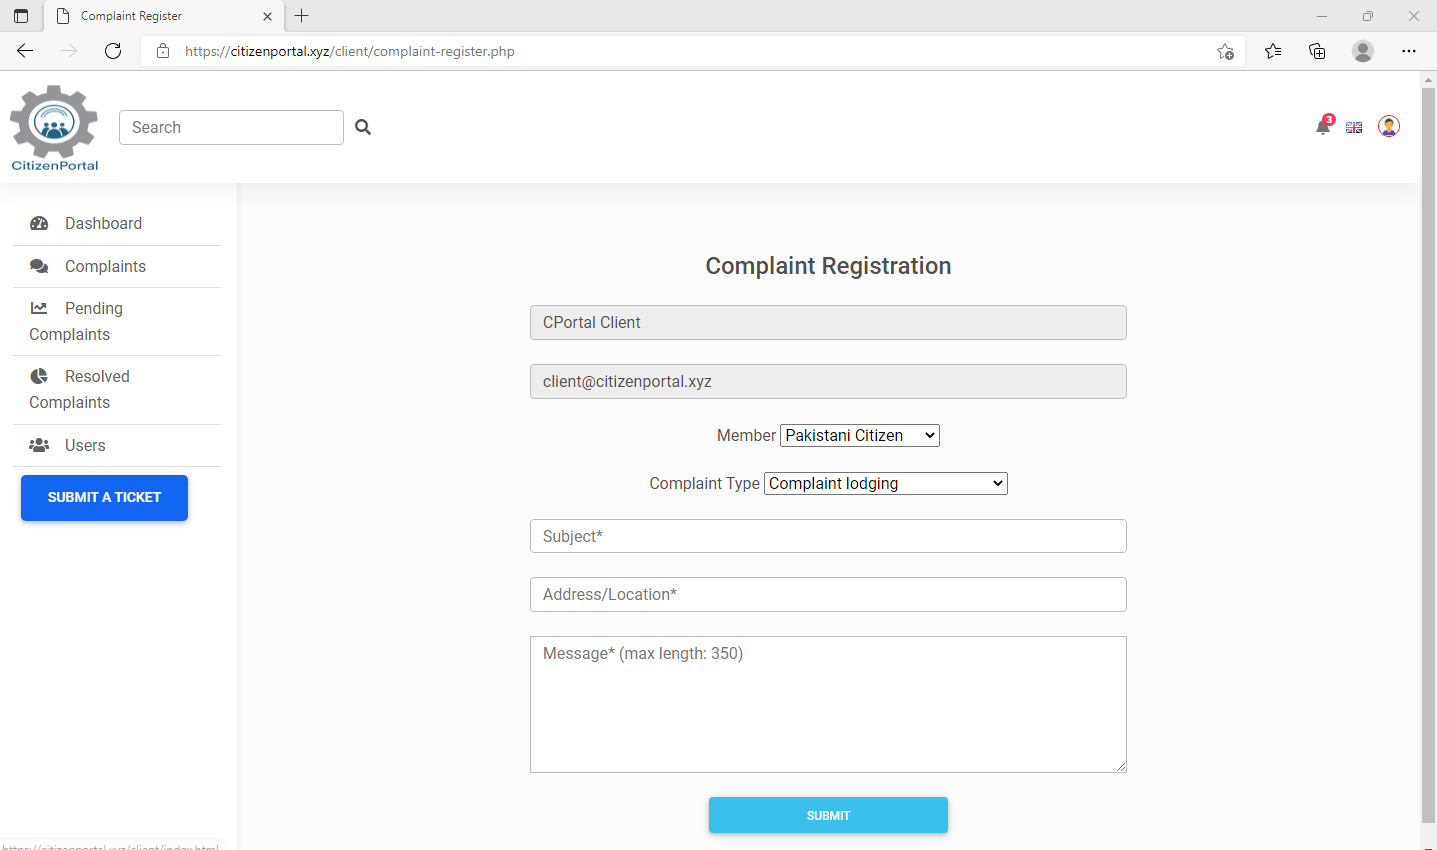 Complaint Register
https://citizenportal.xyz/client/complaint-register.php
CitizenPortal
Search
3
Dashboard
Complaints
Pending
Complaints
Resolved
Complaints
Users
SUBMIT A TICKET
Complaint Registration
CPortal Client
client@citizenportal.xyz
Member Pakistani Citizen
Complaint Type Complaint lodging
Subject*
Address/Location*
Message* (max length: 350)
SUBMIT
https://citizenportal.xyz/client/index.html